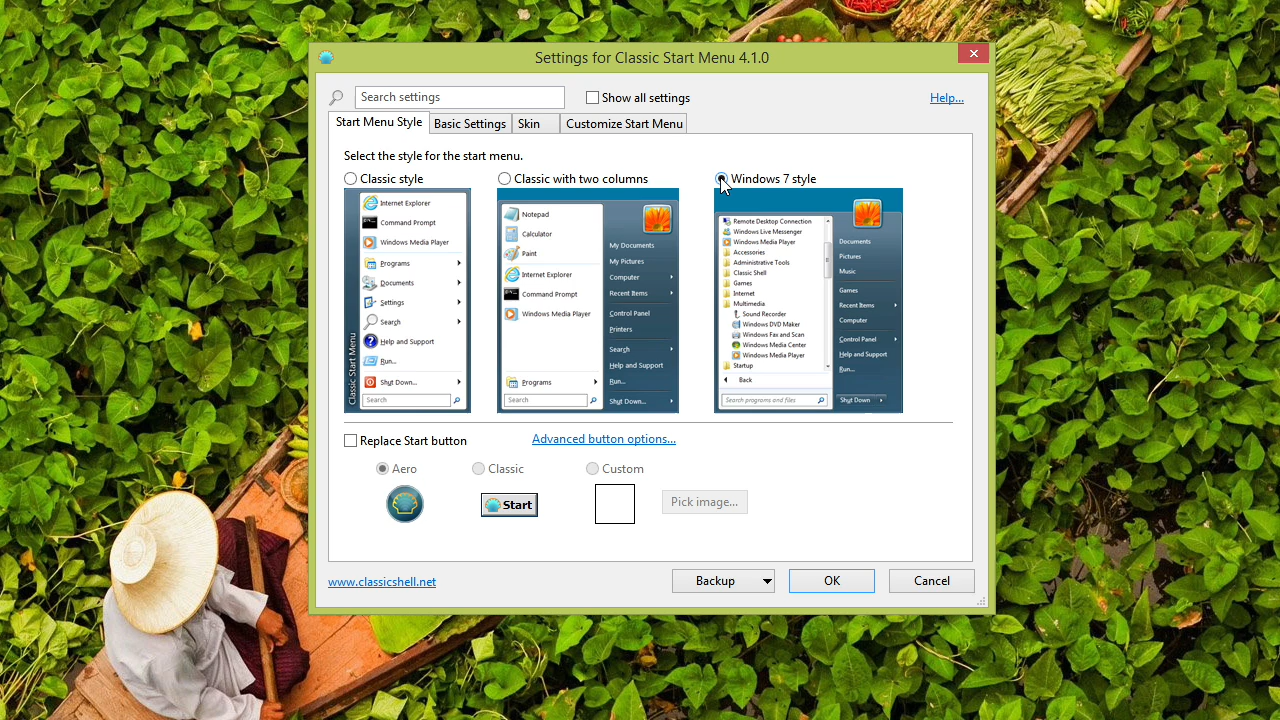 Settings for Classic Start Menu 4.1.0
Search settings
Show all settings
Help...
Start Menu Style
Basic Settings
Skin
Customize Start Menu
Select the style for the start menu.
Classic style
Classic with two columns
Windows 7 style
Internet Explorer
Command Prompt
Windows Media Player
Programs
Documents
Settings
Search
Help and Support
Run...
Shut Down...
Search
Classic Start Menu
Notepad
Calculator
Paint
Internet Explorer
Command Prompt
Windows Media Player
Programs
Search
My Documents
My Pictures
Computer
Recent Items
Control Panel
Printers
Search
Help and Support
Run...
Shut Down...
Remote Desktop Connection
Windows Live Messenger
Windows Media Player
Accessories
Administrative Tools
Classic Shell
Games
Internet
Multimedia
Sound Recorder
Windows DVD Maker
Windows Fax and Scan
Windows Media Center
Windows Media Player
Startup
Back
Search programs and files
Documents
Pictures
Music
Games
Recent Items
Computer
Control Panel
Help and Support
Run...
Shut Down
Replace Start button
Advanced button options...
Aero
Classic
Custom
Start
Pick image...
www.classicshell.net
Backup
OK
Cancel